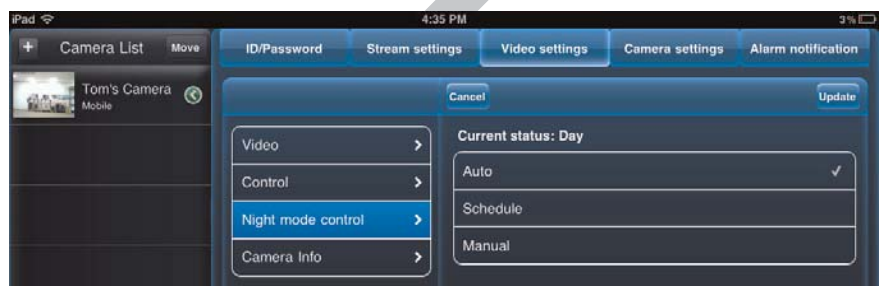 iPad 4:35 PM 3%
+ Camera List Move
ID/Password Stream settings Video settings Camera settings Alarm notification
Tom's Camera
Mobile
Cancel Update
Video
Control
Night mode control
Camera Info
Current status: Day
Auto
Schedule
Manual